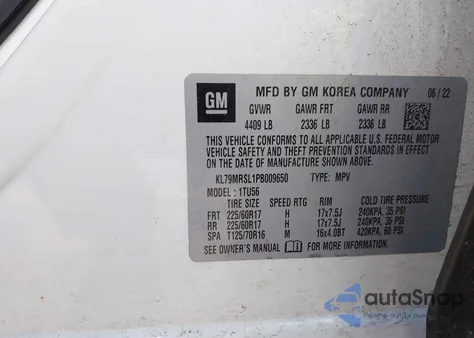 GM
MFD BY GM KOREA COMPANY 06/22
GVWR GAWR FRT GAWR RR
4409 LB 2336 LB 2336 LB
THIS VEHICLE CONFORMS TO ALL APPLICABLE U.S. FEDERAL MOTOR
VEHICLE SAFETY, BUMPER, AND THEFT PREVENTION STANDARDS IN EFFECT
ON THE DATE OF MANUFACTURE SHOWN ABOVE.
KL79MRSL1PB009650 TYPE: MPV
MODEL: 1TU56
TIRE SIZE SPEED RTG RIM COLD TIRE PRESSURE
FRT 225/60R17 H 17x7.5J 240KPA, 35 PSI
RR 225/60R17 H 17x7.5J 240KPA, 35 PSI
SPA T125/70R16 M 16x4.0BT 420KPA, 60 PSI
SEE OWNER'S MANUAL FOR MORE INFORMATION.
autoSnap